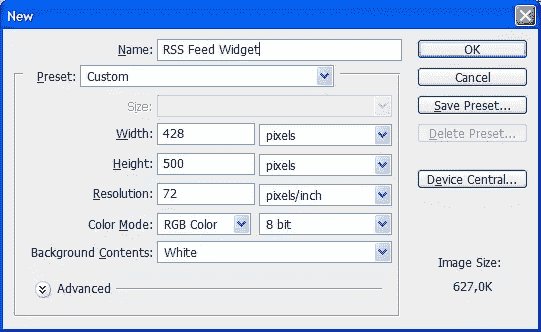 New
Name: RSS Feed Widget
OK
Preset: Custom
Cancel
Size:
Save Preset...
Width: 428 pixels
Delete Preset...
Height: 500 pixels
Resolution: 72 pixels/inch
Device Central...
Color Mode: RGB Color 8 bit
Background Contents: White
Image Size:
627,0K
Advanced